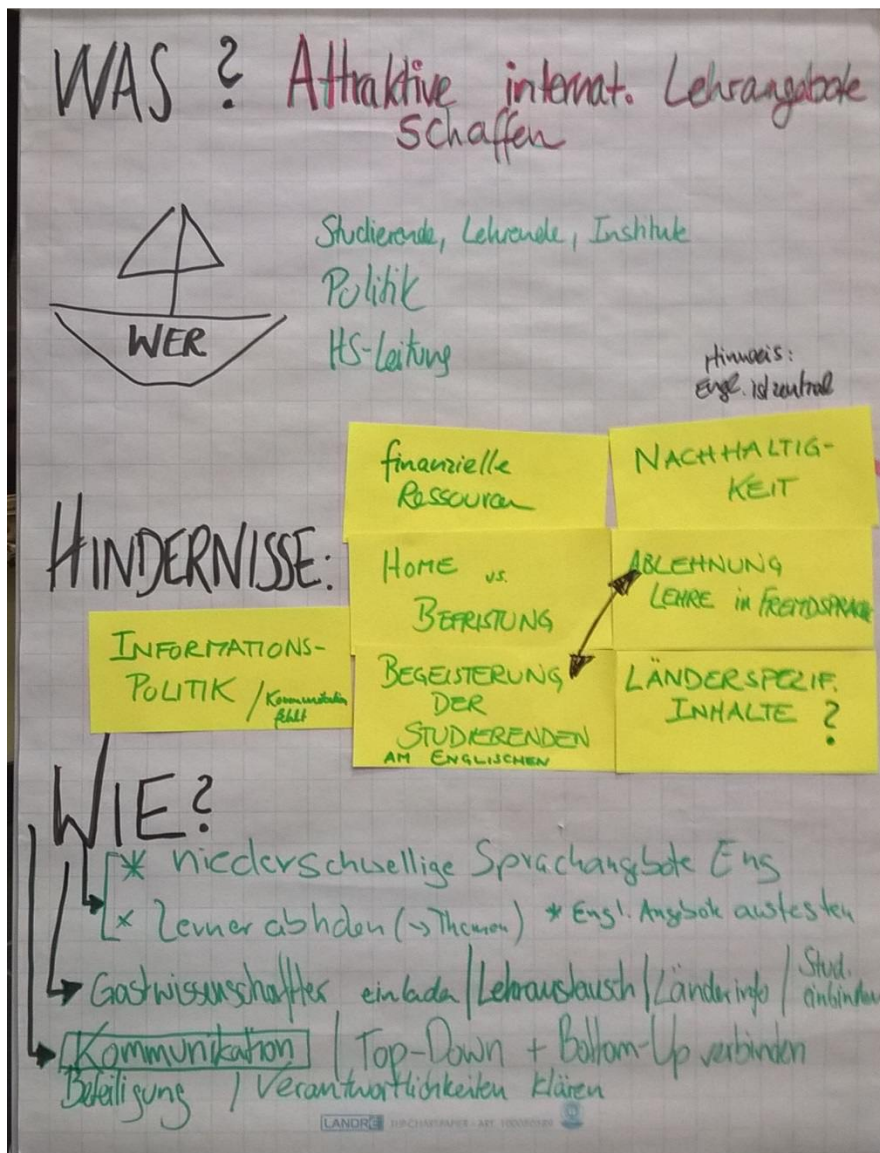 WAS? Attraktive internat. Lehrangebote
schaffen
WER
Studierende, Lehrende, Institute
Politik
HS-Leitung
Hinweis:
Engl. ist zentral
HINDERNISSE:
finanzielle
Ressourcen
NACHHALTIG-
KEIT
HOME vs.
BEFRISTUNG
ABLEHNUNG
LEHRE in FREMDSPRACHE
INFORMATIONS-
POLITIK / Kommunikation
fehlt
BEGEISTERUNG
DER
STUDIERENDEN
AM ENGLISCHEN
LÄNDERSPEZIF.
INHALTE ?
WIE?
* niederschwellige Sprachangebote Eng
* Lerner abholen (→ Themen) * Engl. Angebote austesten
Gastwissenschaftler einladen / Lehraustausch / Länderinfo / Stud.
einbinden
Kommunikation / Top-Down + Bottom-Up verbinden
Beteiligung / Verantwortlichkeiten klären
LANDRÉ